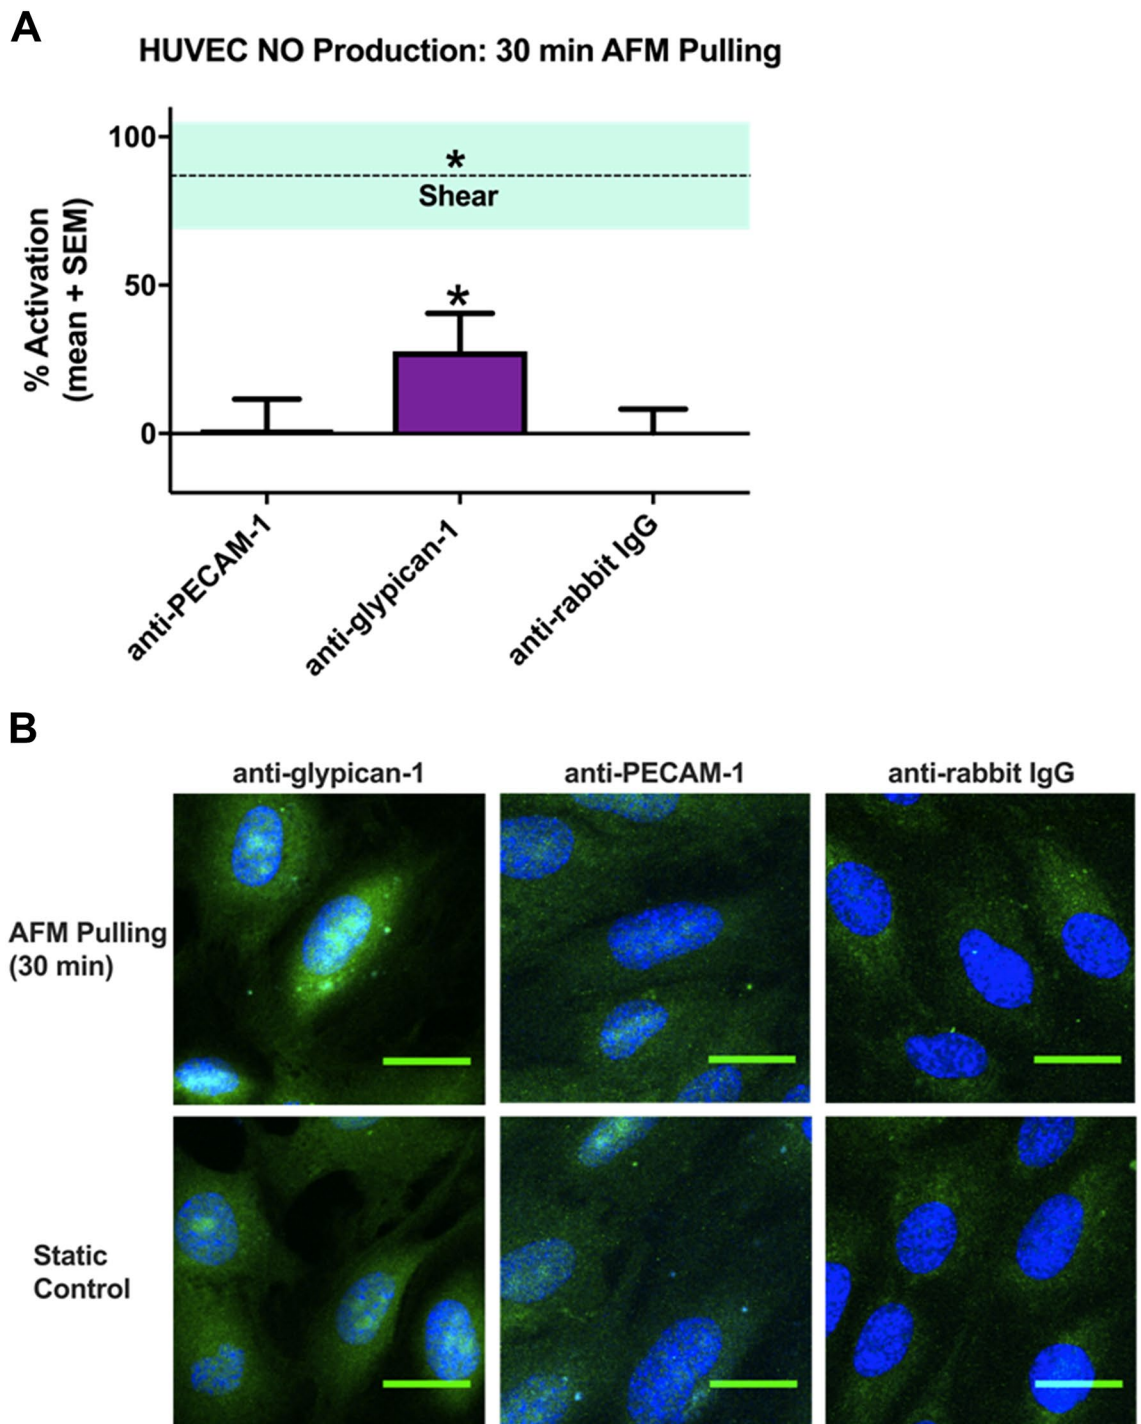 A
HUVEC NO Production: 30 min AFM Pulling
% Activation
(mean + SEM)
100
50
0
*
Shear
*
anti-PECAM-1
anti-glypican-1
anti-rabbit IgG
B
anti-glypican-1
anti-PECAM-1
anti-rabbit IgG
AFM Pulling
(30 min)
Static
Control